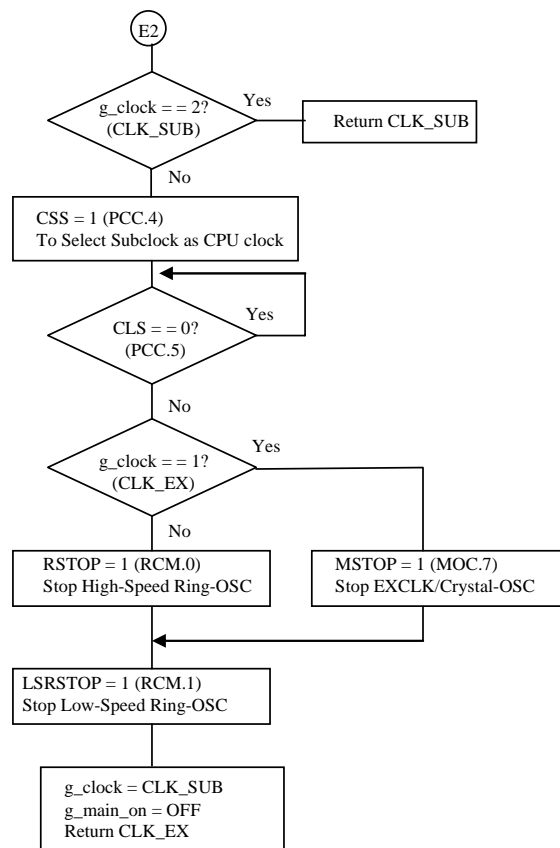 E2
g_clock = = 2?
(CLK_SUB)
Yes
Return CLK_SUB
No
CSS = 1 (PCC.4)
To Select Subclock as CPU clock
Yes
CLS = = 0?
(PCC.5)
No
Yes
g_clock = = 1?
(CLK_EX)
No
RSTOP = 1 (RCM.0)
Stop High-Speed Ring-OSC
MSTOP = 1 (MOC.7)
Stop EXCLK/Crystal-OSC
LSRSTOP = 1 (RCM.1)
Stop Low-Speed Ring-OSC
g_clock = CLK_SUB
g_main_on = OFF
Return CLK_EX